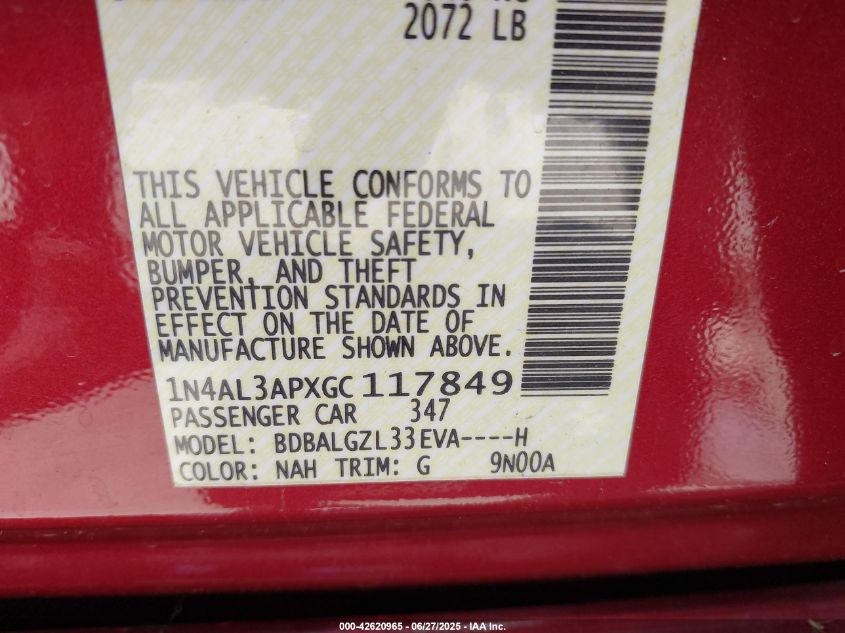 2072 LB
THIS VEHICLE CONFORMS TO
ALL APPLICABLE FEDERAL
MOTOR VEHICLE SAFETY,
BUMPER, AND THEFT
PREVENTION STANDARDS IN
EFFECT ON THE DATE OF
MANUFACTURE SHOWN ABOVE.
1N4AL3APXGC 117849
PASSENGER CAR 347
MODEL: BDBALGZL33EVA----H
COLOR: NAH TRIM: G 9N00A
000-42620965 - 06/27/2025 - IAA Inc.